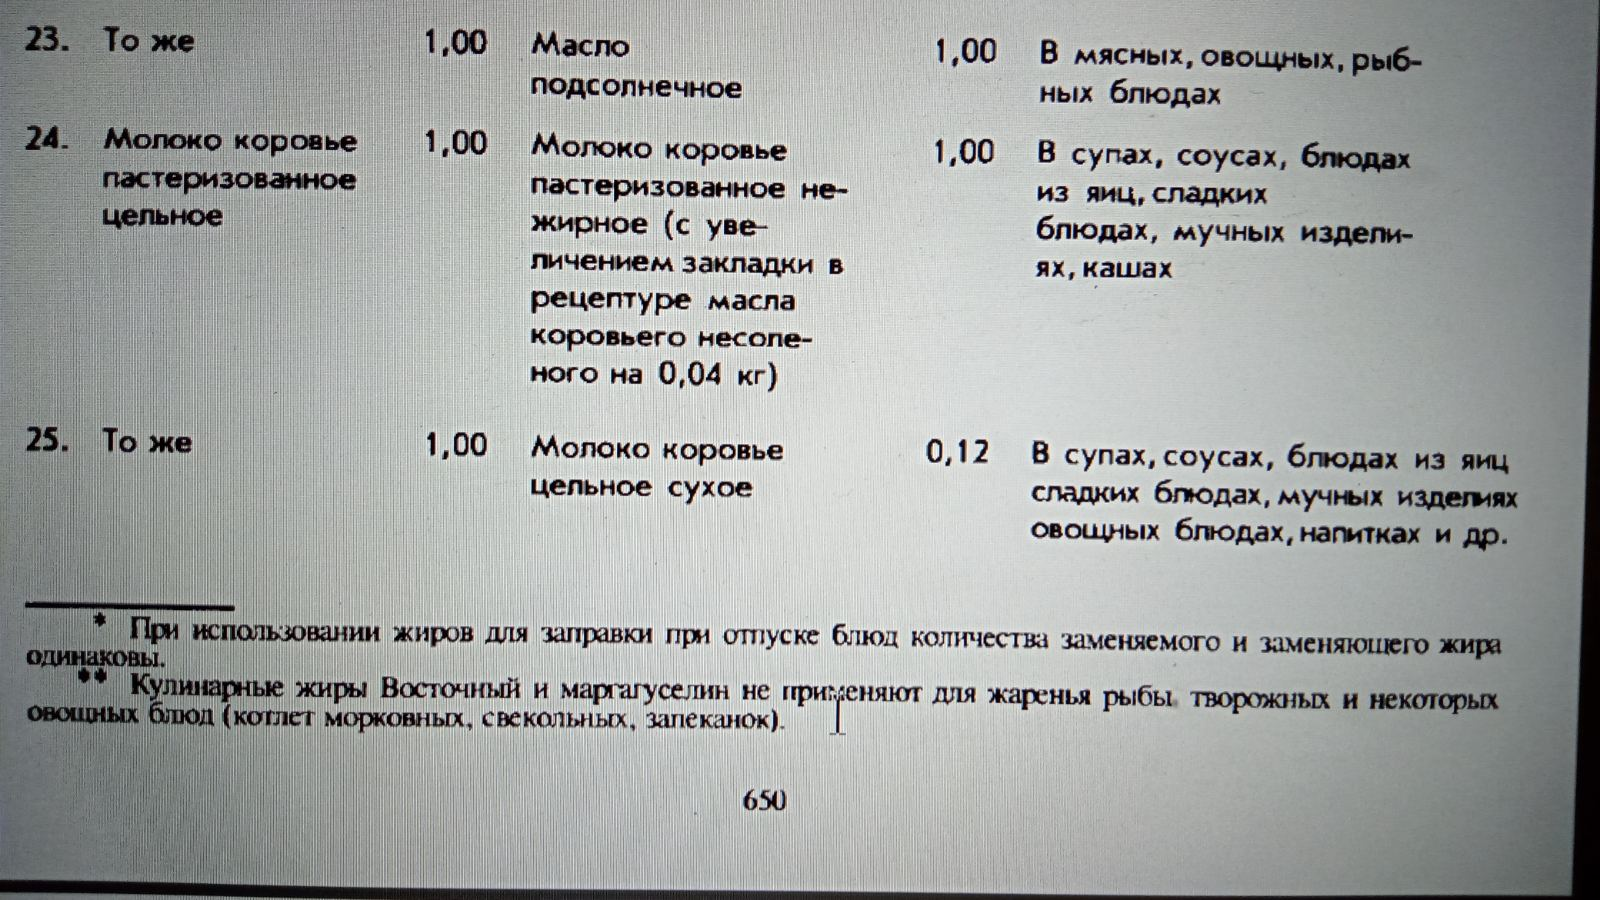 23. То же 1,00 Масло 1,00 В мясных, овощных, рыб-
подсолнечное ных блюдах
24. Молоко коровье 1,00 Молоко коровье 1,00 В супах, соусах, блюдах
пастеризованное пастеризованное не- из яиц, сладких
цельное жирное (с уве- блюдах, мучных издели-
личением закладки в ях, кашах
рецептуре масла
коровьего несоле-
ного на 0,04 кг)
25. То же 1,00 Молоко коровье 0,12 В супах, соусах, блюдах из яиц
цельное сухое сладких блюдах, мучных изделиях
овощных блюдах, напитках и др.
* При использовании жиров для заправки при отпуске блюд количества заменяемого и заменяющего жира
одинаковы.
** Кулинарные жиры Восточный и маргагуселин не применяют для жаренья рыбы, творожных и некоторых
овощных блюд (котлет морковных, свекольных, запеканок).
650